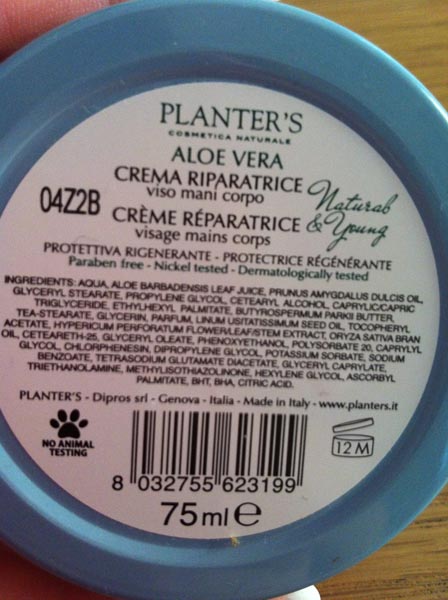 PLANTER'S
COSMETICA NATURALE
ALOE VERA
CREMA RIPARATRICE
viso mani corpo
Natural
& Young
04Z2B
CRÈME RÉPARATRICE
visage mains corps
PROTETTIVA RIGENERANTE - PROTECTRICE RÉGÉNÉRANTE
Paraben free - Nickel tested - Dermatologically tested
INGREDIENTS: AQUA, ALOE BARBADENSIS LEAF JUICE, PRUNUS AMYGDALUS DULCIS OIL,
GLYCERYL STEARATE, PROPYLENE GLYCOL, CETEARYL ALCOHOL, CAPRYLIC/CAPRIC
TRIGLYCERIDE, ETHYLHEXYL PALMITATE, BUTYROSPERMUM PARKII BUTTER,
TEA-STEARATE, GLYCERIN, PARFUM, LINUM USITATISSIMUM SEED OIL, TOCOPHERYL
ACETATE, HYPERICUM PERFORATUM FLOWER/LEAF/STEM EXTRACT, ORYZA SATIVA BRAN
OIL, CETEARETH-25, GLYCERYL OLEATE, PHENOXYETHANOL, POLYSORBATE 20, CAPRYLYL
GLYCOL, CHLORPHENESIN, DIPROPYLENE GLYCOL, POTASSIUM SORBATE, SODIUM
BENZOATE, TETRASODIUM GLUTAMATE DIACETATE, GLYCERYL CAPRYLATE,
TRIETHANOLAMINE, METHYLISOTHIAZOLINONE, HEXYLENE GLYCOL, ASCORBYL
PALMITATE, BHT, BHA, CITRIC ACID.
PLANTER'S - Dipros srl - Genova - Italia - Made in Italy - www.planters.it
NO ANIMAL
TESTING
12 M
8 032755 623199
75 ml e